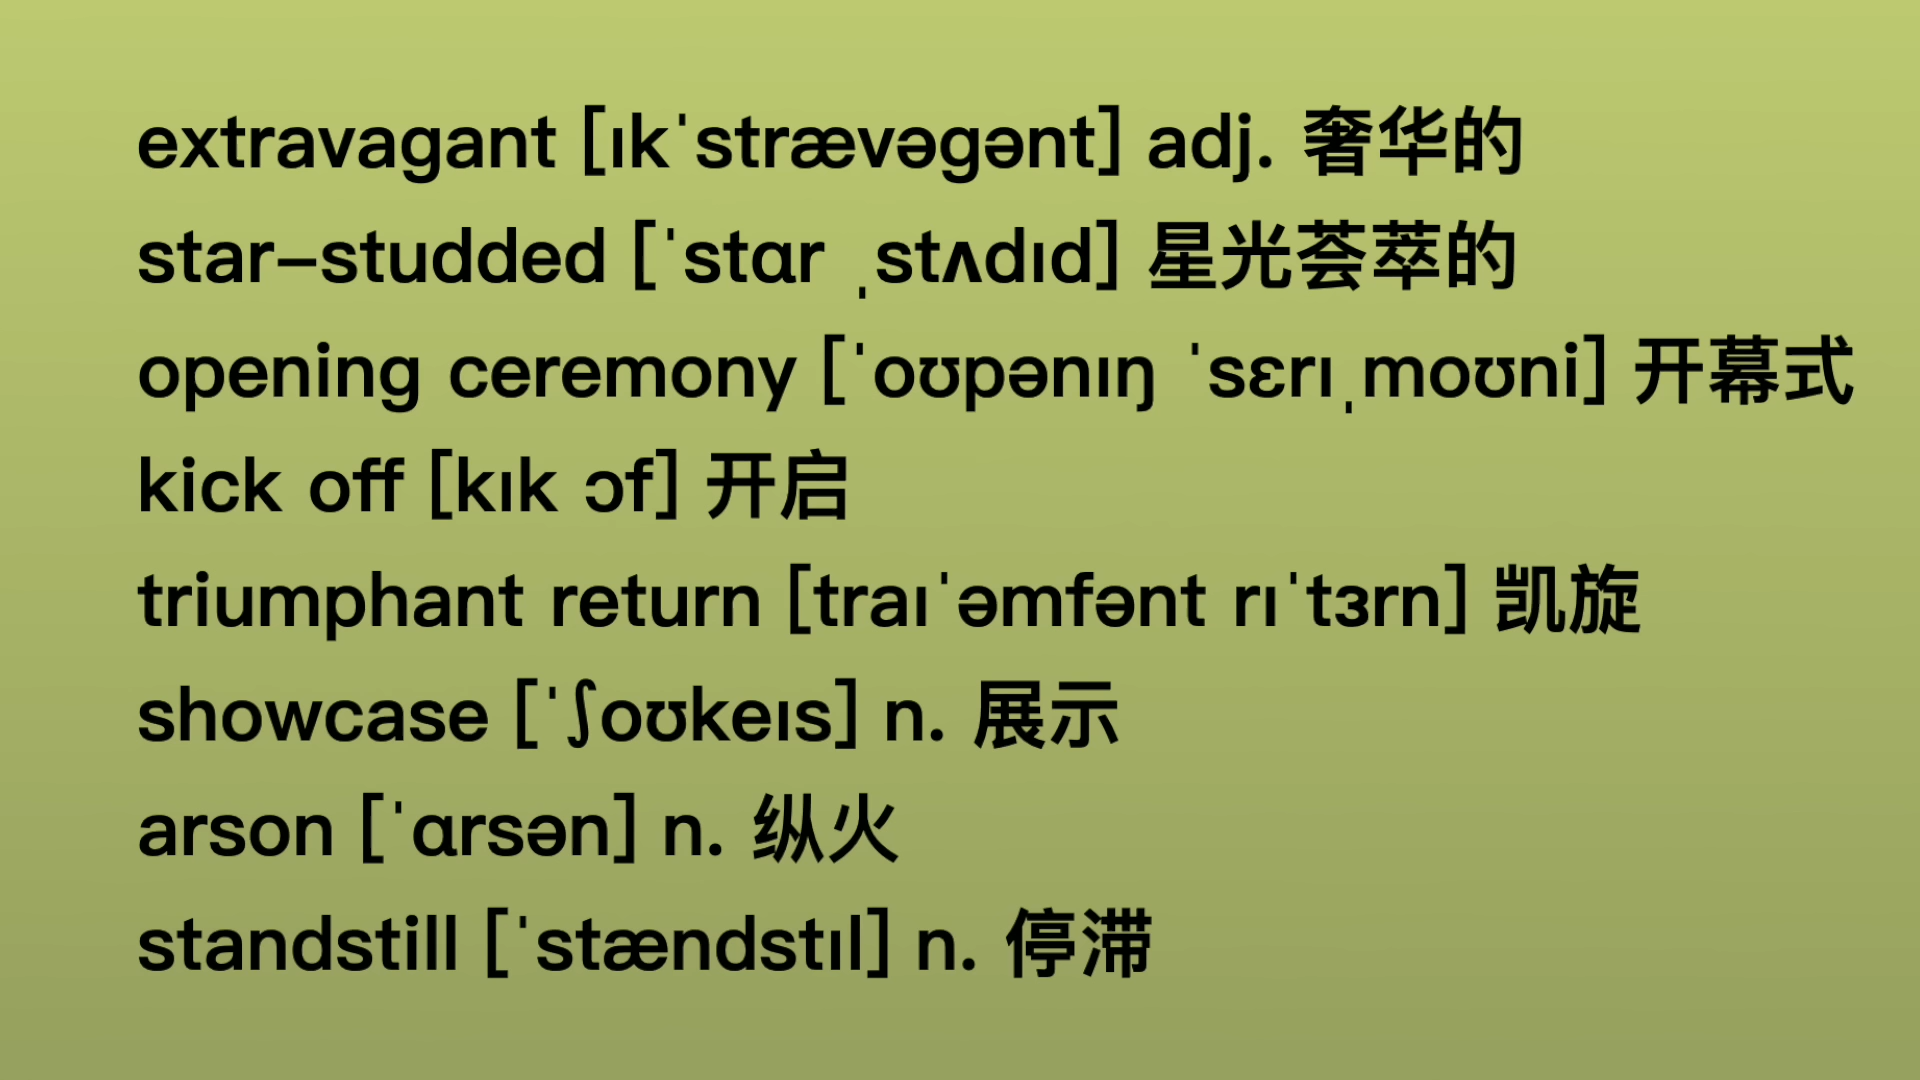 extravagant [ɪkˈstrævəgənt] adj. 奢华的
star-studded [ˈstɑr ˌstʌdɪd] 星光荟萃的
opening ceremony [ˈoʊpənɪŋ ˈsɛrɪˌmoʊni] 开幕式
kick off [kɪk ɔf] 开启
triumphant return [traɪˈəmfənt rɪˈtɜrn] 凯旋
showcase [ˈʃoʊkeɪs] n. 展示
arson [ˈɑrsən] n. 纵火
standstill [ˈstændstɪl] n. 停滞